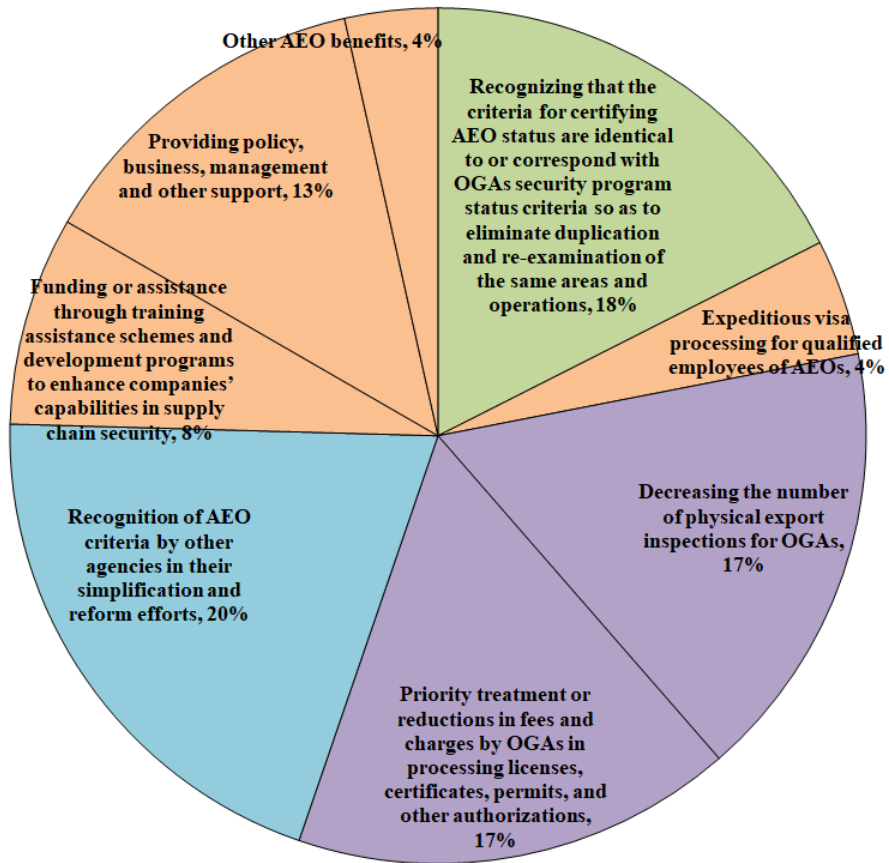 Other AEO benefits, 4%
Recognizing that the
criteria for certifying
AEO status are identical
to or correspond with
OGAs security program
status criteria so as to
eliminate duplication
and re-examination of
the same areas and
operations, 18%
Providing policy,
business, management
and other support, 13%
Funding or assistance
through training
assistance schemes and
development programs
to enhance companies’
capabilities in supply
chain security, 8%
Expeditious visa
processing for qualified
employees of AEOs, 4%
Decreasing the number
of physical export
inspections for OGAs,
17%
Recognition of AEO
criteria by other
agencies in their
simplification and
reform efforts, 20%
Priority treatment or
reductions in fees and
charges by OGAs in
processing licenses,
certificates, permits, and
other authorizations,
17%